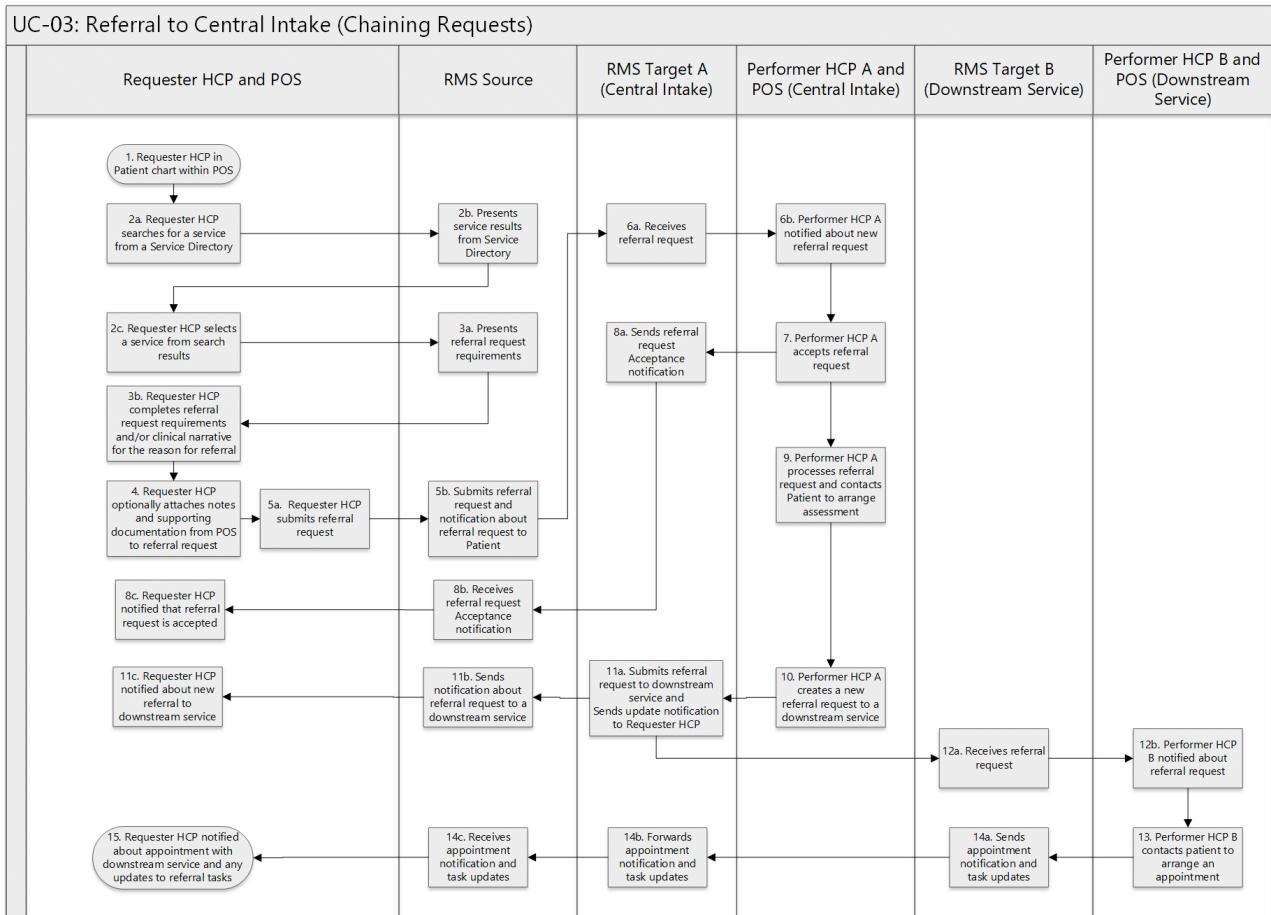 UC-03: Referral to Central Intake (Chaining Requests)
Requester HCP and POS
RMS Source
RMS Target A
(Central Intake)
Performer HCP A and
POS (Central Intake)
RMS Target B
(Downstream Service)
Performer HCP B and
POS (Downstream
Service)
1. Requester HCP in
Patient chart within POS
2a. Requester HCP
searches for a service
from a Service Directory
2b. Presents
service results
from Service
Directory
6a. Receives
referral request
6b. Performer HCP A
notified about new
referral request
2c. Requester HCP selects
a service from search
results
3a. Presents
referral request
requirements
8a. Sends referral
request
Acceptance
notification
7. Performer HCP A
accepts referral
request
3b. Requester HCP
completes referral
request requirements
and/or clinical narrative
for the reason for referral
9. Performer HCP A
processes referral
request and contacts
Patient to arrange
assessment
4. Requester HCP
optionally attaches notes
and supporting
documentation from POS
to referral request
5a. Requester HCP
submits referral
request
5b. Submits referral
request and
notification about
referral request to
Patient
8c. Requester HCP
notified that referral
request is accepted
8b. Receives
referral request
Acceptance
notification
11c. Requester HCP
notified about new
referral to
downstream service
11b. Sends
notification about
referral request to a
downstream service
11a. Submits referral
request to downstream
service and
Sends update notification
to Requester HCP
10. Performer HCP A
creates a new
referral request to a
downstream service
12a. Receives referral
request
12b. Performer HCP
B notified about
referral request
15. Requester HCP notified
about appointment with
downstream service and any
updates to referral tasks
14c. Receives
appointment
notification and
task updates
14b. Forwards
appointment
notification and
task updates
14a. Sends
appointment
notification and
task updates
13. Performer HCP B
contacts patient to
arrange an
appointment